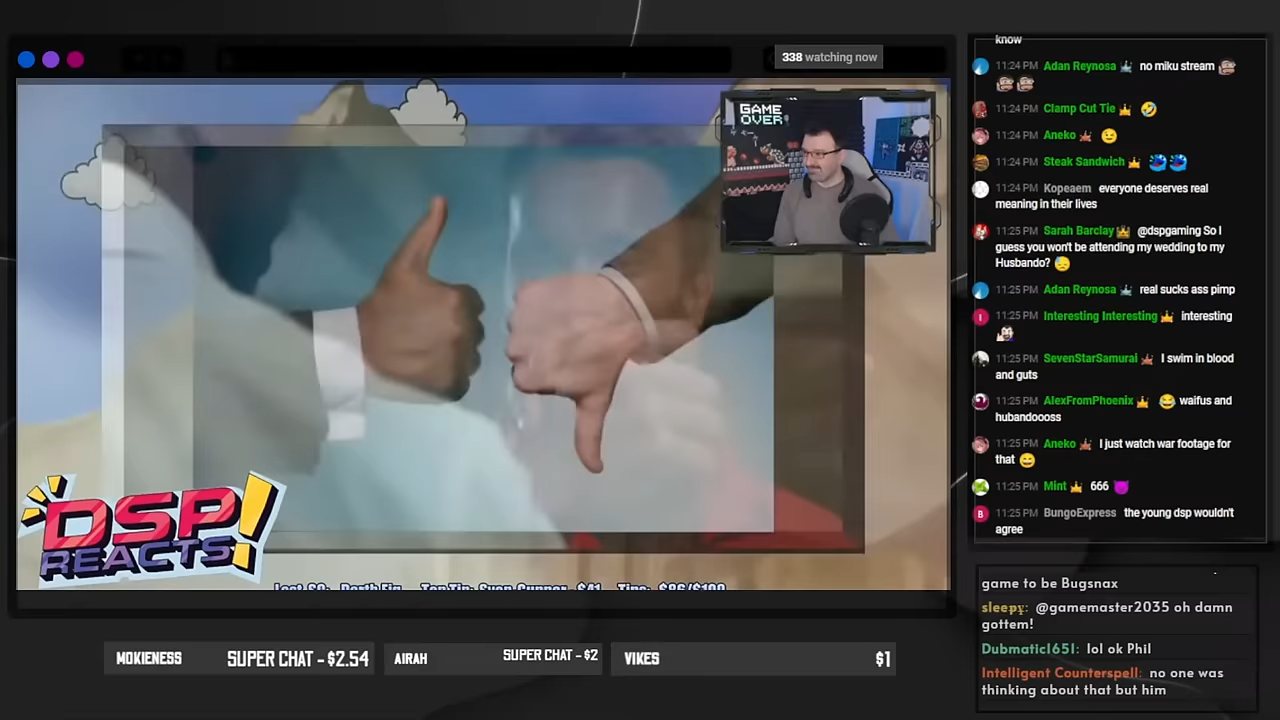 338 watching now
GAME
OVER
know
11:24 PM Adan Reynosa no miku stream
11:24 PM Clamp Cut Tie
11:24 PM Aneko
11:24 PM Steak Sandwich
11:24 PM Kopeaem everyone deserves real
meaning in their lives
11:25 PM Sarah Barclay @dspgaming So I
guess you won't be attending my wedding to my
Husbando?
11:25 PM Adan Reynosa real sucks ass pimp
I 11:25 PM Interesting Interesting interesting
11:25 PM SevenStarSamurai I swim in blood
and guts
11:25 PM AlexFromPhoenix waifus and
hubandoooss
11:25 PM Aneko I just watch war footage for
that
11:25 PM Mint 666
B 11:25 PM BungoExpress the young dsp wouldn't
agree
DSP!
REACTS!
Tips: $86/$100
game to be Bugsnax
sleepy: @gamemaster2035 oh damn
gottem!
Dubmatic1651: lol ok Phil
Intelligent Counterspell: no one was
thinking about that but him
MOKIENESS SUPER CHAT - $2.54
AIRAH SUPER CHAT - $2
VIKES $1